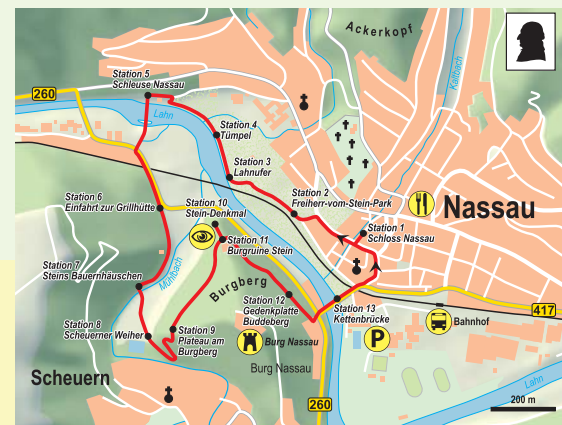 Ackerkopf
Kaltbach
260
Station 5
Schleuse Nassau
Lahn
Station 4
Tümpel
Station 3
Lahnufer
Station 2
Freiherr-vom-Stein-Park
Station 6
Einfahrt zur Grillhütte
Station 10
Stein-Denkmal
Nassau
Station 1
Schloss Nassau
Station 11
Burgruine Stein
Mühlbach
Station 7
Steins Bauernhäuschen
Burgberg
Station 12
Gedenkplatte
Buddeberg
Station 13
Kettenbrücke
417
Bahnhof
P
Station 8
Scheuerner Weiher
Station 9
Plateau am
Burgberg
Burg Nassau
Burg Nassau
Scheuern
Lahn
260
200 m